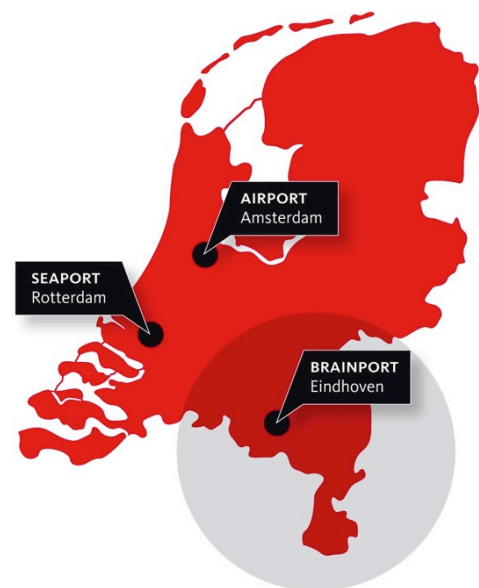 AIRPORT
Amsterdam
SEAPORT
Rotterdam
BRAINPORT
Eindhoven